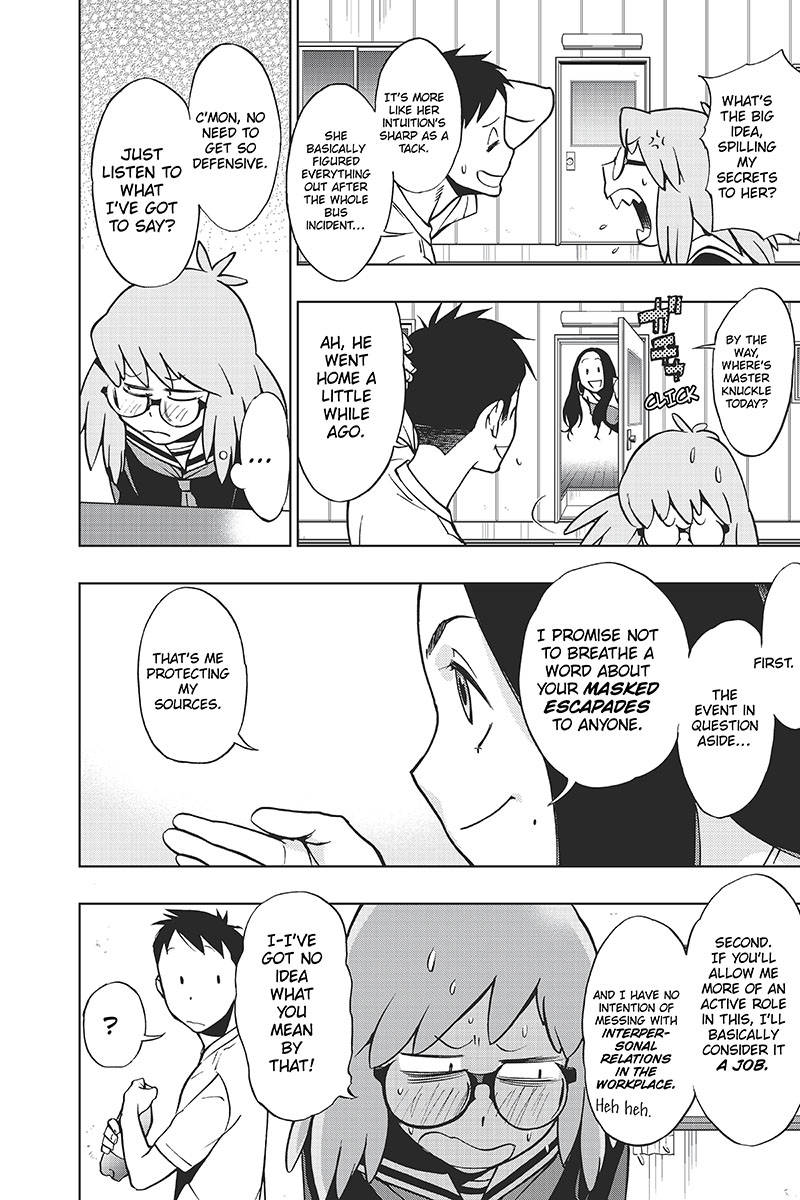 WHAT'S
THE BIG
IDEA,
SPILLING
MY
SECRETS
TO HER?
IT'S MORE
LIKE HER
INTUITION'S
SHARP AS A
TACK.
SHE
BASICALLY
FIGURED
EVERYTHING
OUT AFTER
THE WHOLE
BUS
INCIDENT...
BY THE
WAY,
WHERE'S
MASTER
KNUCKLE
TODAY?
CLICK
AH, HE
WENT
HOME A
LITTLE
WHILE
AGO.
C'MON, NO
NEED TO
GET SO
DEFENSIVE.
JUST
LISTEN TO
WHAT
I'VE GOT
TO SAY?
...
FIRST.
THE
EVENT IN
QUESTION
ASIDE...
I PROMISE NOT
TO BREATHE A
WORD ABOUT
YOUR MASKED
ESCAPADES
TO ANYONE.
THAT'S ME
PROTECTING
MY
SOURCES.
SECOND.
IF YOU'LL
ALLOW ME
MORE OF AN
ACTIVE ROLE
IN THIS, I'LL
BASICALLY
CONSIDER IT
A JOB.
AND I HAVE NO
INTENTION OF
MESSING WITH
INTERPER-
SONAL
RELATIONS
IN THE
WORKPLACE.
Heh heh.
I-I'VE
GOT NO
IDEA
WHAT
YOU
MEAN
BY
THAT!
?